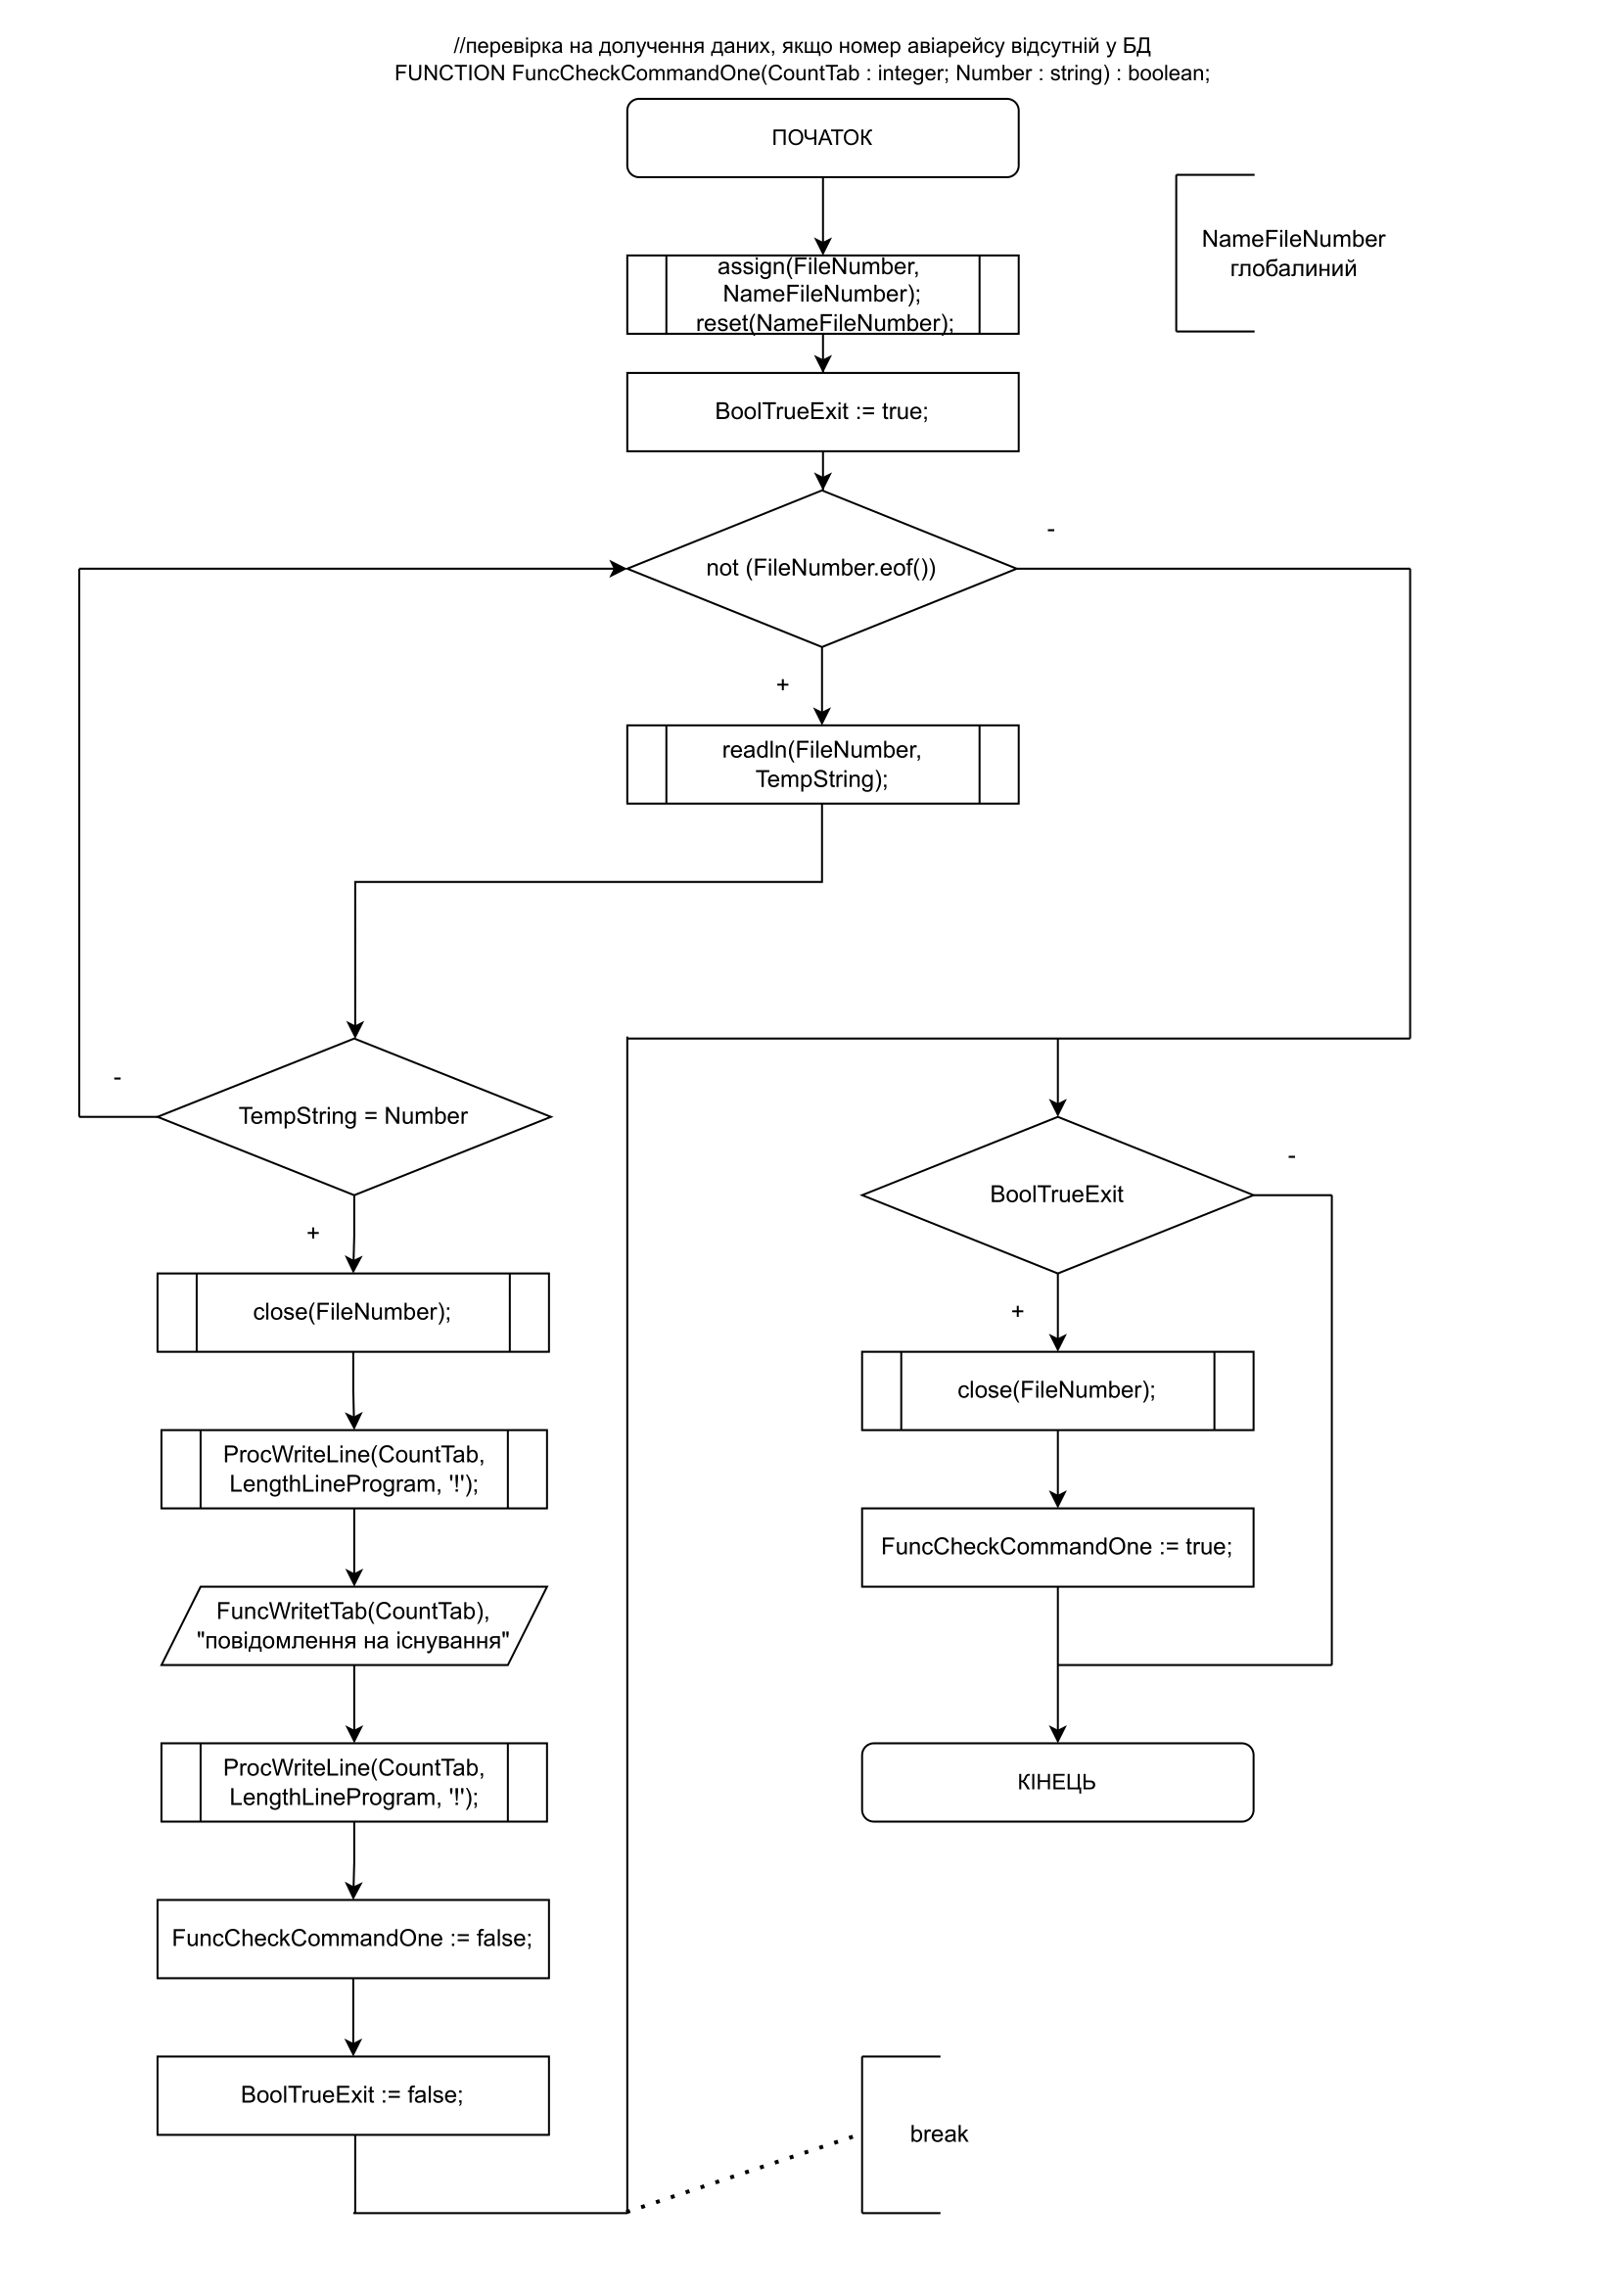 //перевірка на долучення даних, якщо номер авіарейсу відсутній у БД
FUNCTION FuncCheckCommandOne(CountTab : integer; Number : string) : boolean;
ПОЧАТОК
NameFileNumber
глобалиний
assign(FileNumber,
NameFileNumber);
reset(NameFileNumber);
BoolTrueExit := true;
-
not (FileNumber.eof())
+
readln(FileNumber,
TempString);
-
TempString = Number
+
close(FileNumber);
ProcWriteLine(CountTab,
LengthLineProgram, '!');
FuncWritetTab(CountTab),
"повідомлення на існування"
ProcWriteLine(CountTab,
LengthLineProgram, '!');
FuncCheckCommandOne := false;
BoolTrueExit := false;
-
BoolTrueExit
+
close(FileNumber);
FuncCheckCommandOne := true;
КІНЕЦЬ
break